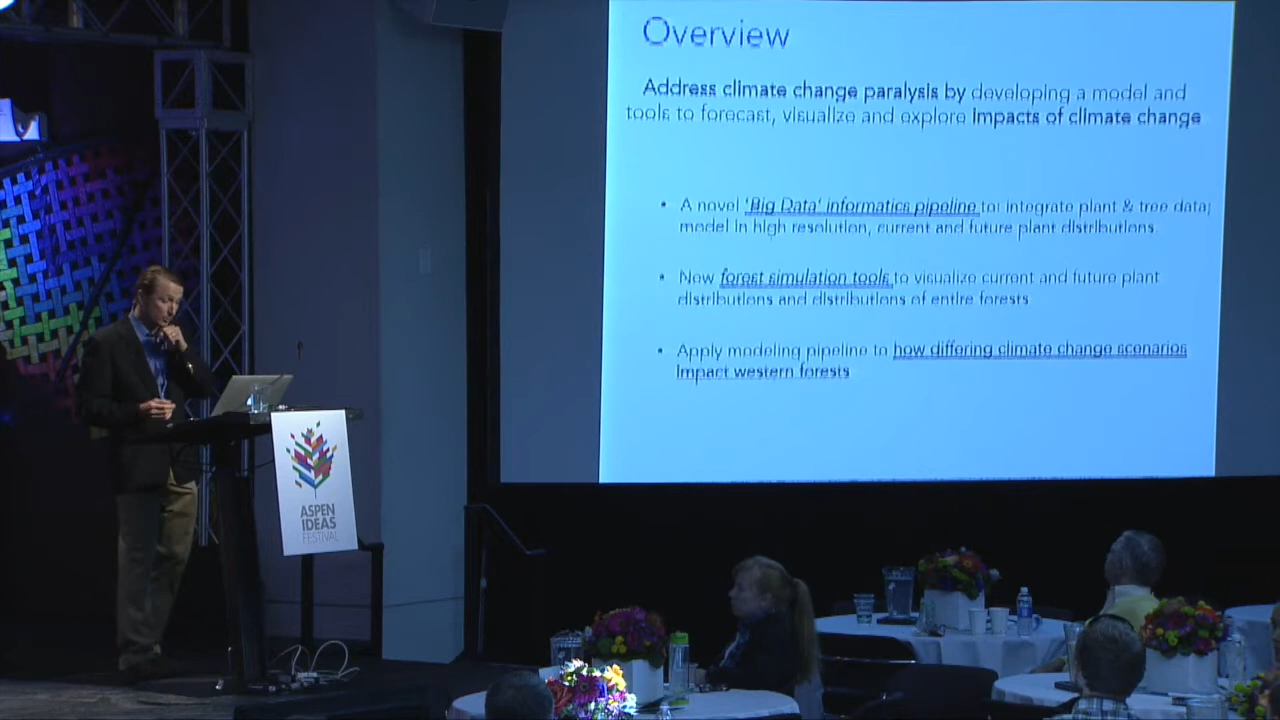 Overview
Address climate change paralysis by developing a model and
tools to forecast, visualize and explore impacts of climate change
• A novel 'Big Data' informatics pipeline to: integrate plant & tree data;
model in high resolution, current and future plant distributions.
• New forest simulation tools to visualize current and future plant
distributions and distributions of entire forests
• Apply modeling pipeline to how differing climate change scenarios
impact western forests
ASPEN
IDEAS
FESTIVAL